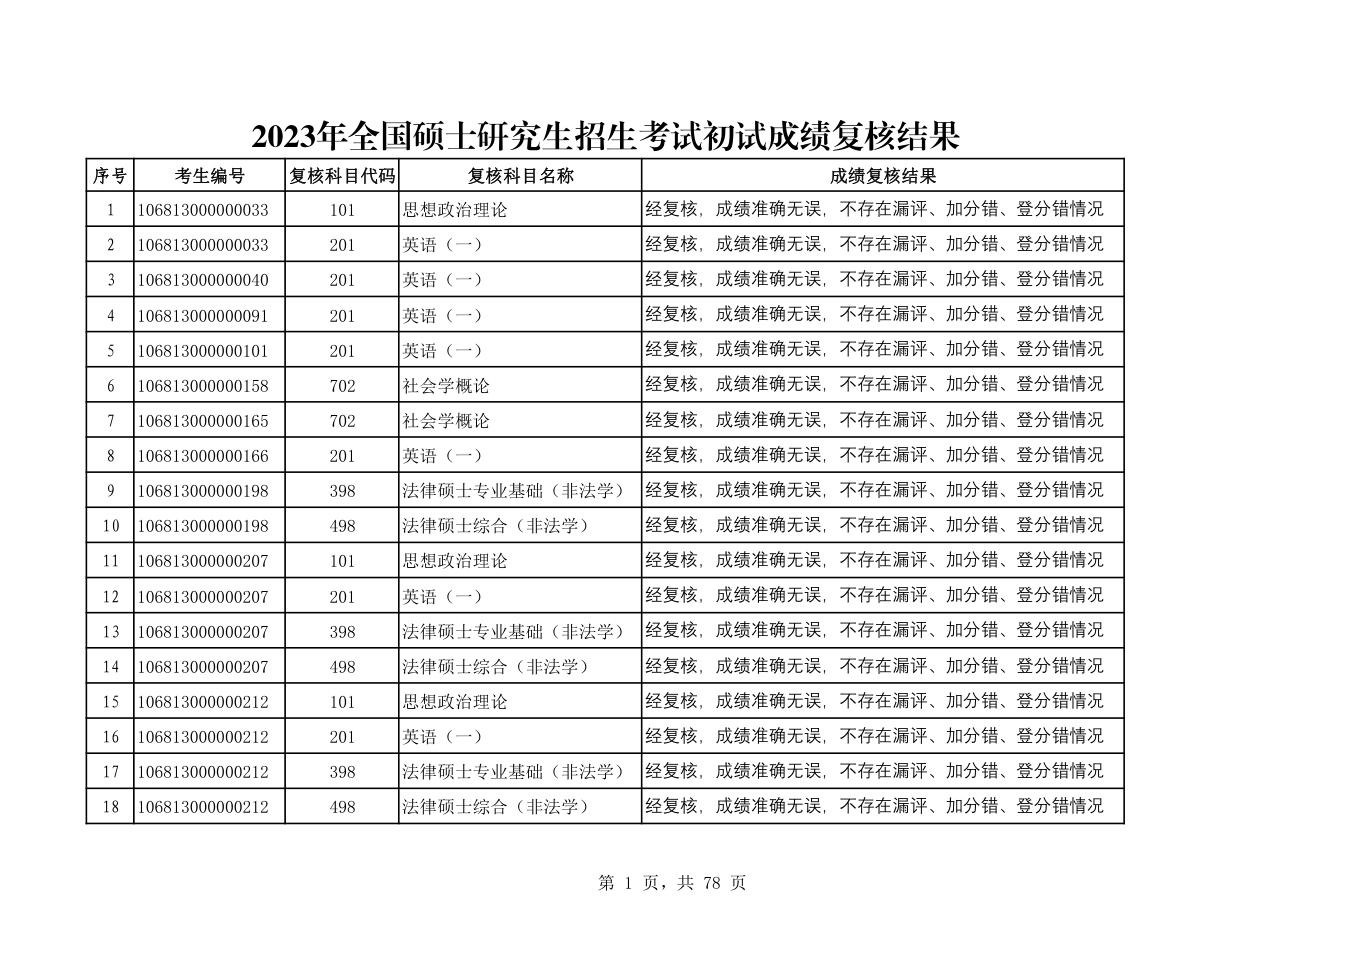 2023年全国硕士研究生招生考试初试成绩复核结果
序号 考生编号 复核科目代码 复核科目名称 成绩复核结果
1 106813000000033 101 思想政治理论 经复核，成绩准确无误，不存在漏评、加分错、登分错情况
2 106813000000033 201 英语（一） 经复核，成绩准确无误，不存在漏评、加分错、登分错情况
3 106813000000040 201 英语（一） 经复核，成绩准确无误，不存在漏评、加分错、登分错情况
4 106813000000091 201 英语（一） 经复核，成绩准确无误，不存在漏评、加分错、登分错情况
5 106813000000101 201 英语（一） 经复核，成绩准确无误，不存在漏评、加分错、登分错情况
6 106813000000158 702 社会学概论 经复核，成绩准确无误，不存在漏评、加分错、登分错情况
7 106813000000165 702 社会学概论 经复核，成绩准确无误，不存在漏评、加分错、登分错情况
8 106813000000166 201 英语（一） 经复核，成绩准确无误，不存在漏评、加分错、登分错情况
9 106813000000198 398 法律硕士专业基础（非法学） 经复核，成绩准确无误，不存在漏评、加分错、登分错情况
10 106813000000198 498 法律硕士综合（非法学） 经复核，成绩准确无误，不存在漏评、加分错、登分错情况
11 106813000000207 101 思想政治理论 经复核，成绩准确无误，不存在漏评、加分错、登分错情况
12 106813000000207 201 英语（一） 经复核，成绩准确无误，不存在漏评、加分错、登分错情况
13 106813000000207 398 法律硕士专业基础（非法学） 经复核，成绩准确无误，不存在漏评、加分错、登分错情况
14 106813000000207 498 法律硕士综合（非法学） 经复核，成绩准确无误，不存在漏评、加分错、登分错情况
15 106813000000212 101 思想政治理论 经复核，成绩准确无误，不存在漏评、加分错、登分错情况
16 106813000000212 201 英语（一） 经复核，成绩准确无误，不存在漏评、加分错、登分错情况
17 106813000000212 398 法律硕士专业基础（非法学） 经复核，成绩准确无误，不存在漏评、加分错、登分错情况
18 106813000000212 498 法律硕士综合（非法学） 经复核，成绩准确无误，不存在漏评、加分错、登分错情况
第 1 页，共 78 页